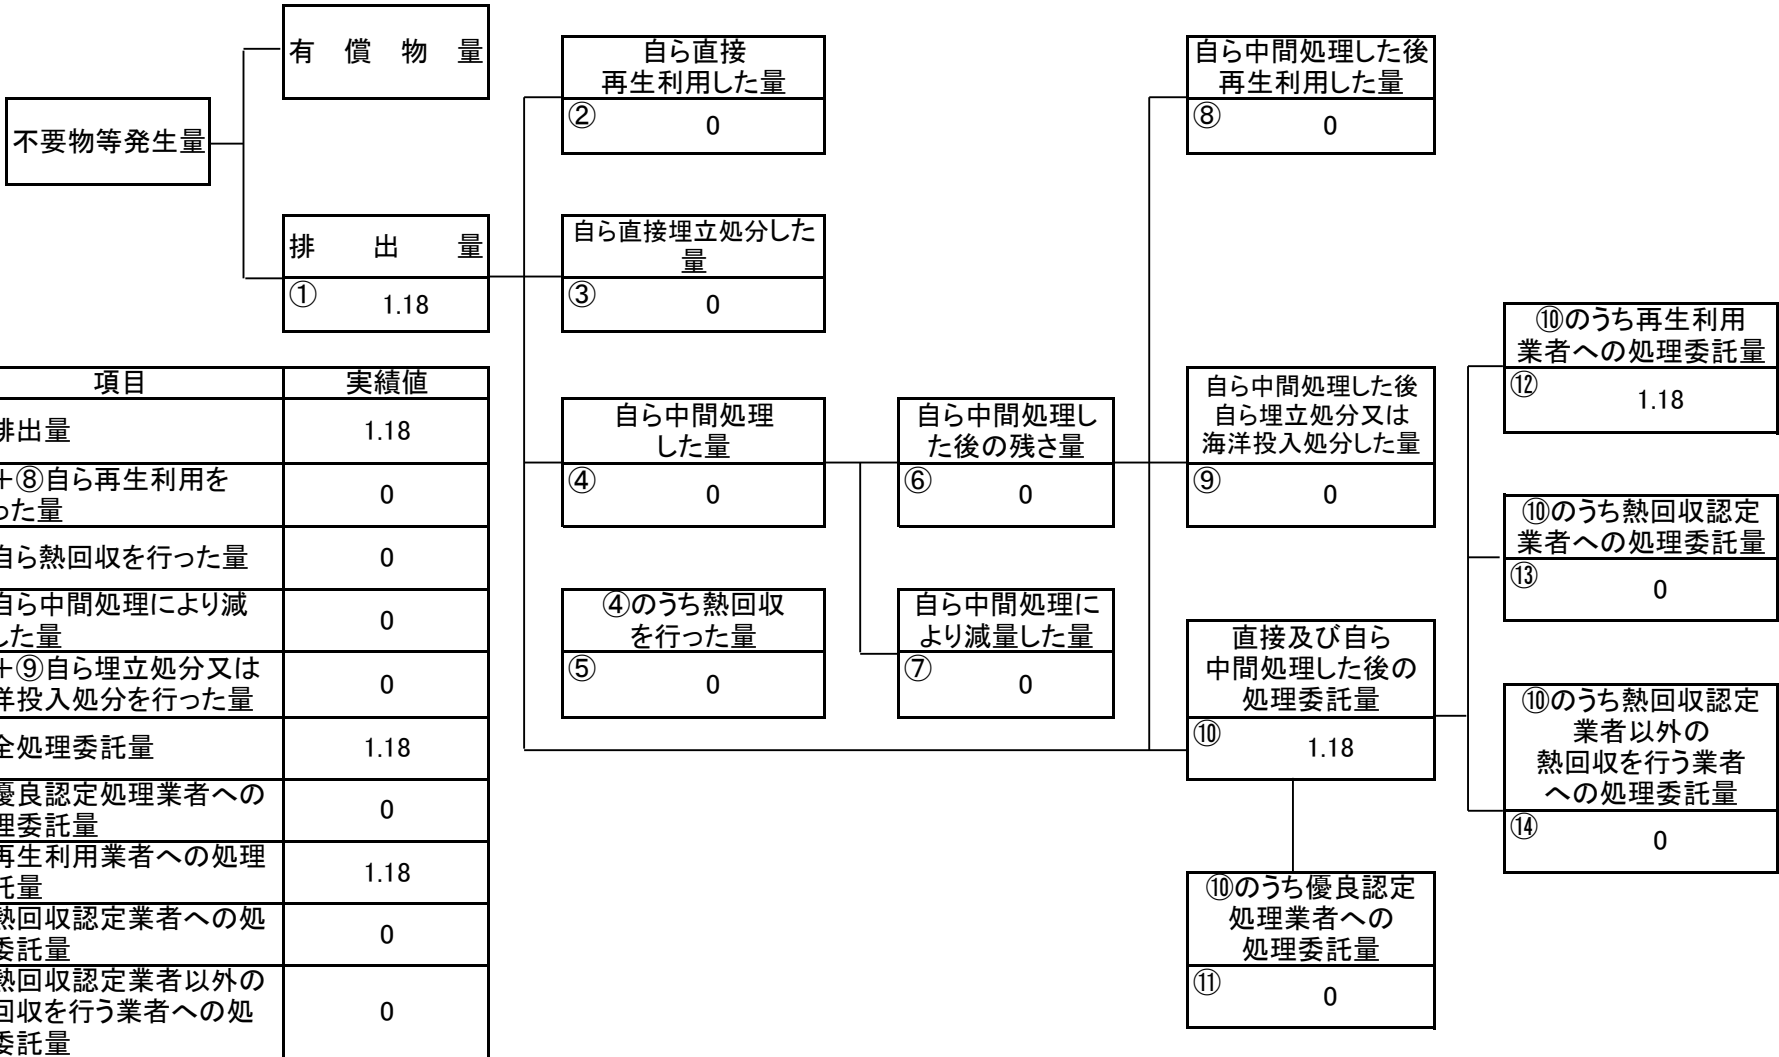 有償物量
自ら直接
再生利用した量
②
0
自ら中間処理した後
再生利用した量
⑧
0
不要物等発生量
排出量
①
1.18
自ら直接埋立処分した
量
③
0
⑩のうち再生利用
業者への処理委託量
⑫
1.18
項目
実績値
排出量
1.18
+⑧自ら再生利用を
った量
0
自ら熱回収を行った量
0
自ら中間処理により減
した量
0
+⑨自ら埋立処分又は
洋投入処分を行った量
0
全処理委託量
1.18
優良認定処理業者への
理委託量
0
再生利用業者への処理
託量
1.18
熱回収認定業者への処
委託量
0
熱回収認定業者以外の
回収を行う業者への処
委託量
0
自ら中間処理
した量
④
0
自ら中間処理し
た後の残さ量
⑥
0
自ら中間処理した後
自ら埋立処分又は
海洋投入処分した量
⑨
0
⑩のうち熱回収認定
業者への処理委託量
⑬
0
④のうち熱回収
を行った量
⑤
0
自ら中間処理に
より減量した量
⑦
0
直接及び自ら
中間処理した後の
処理委託量
⑩
1.18
⑩のうち熱回収認定
業者以外の
熱回収を行う業者
への処理委託量
⑭
0
⑩のうち優良認定
処理業者への
処理委託量
⑪
0